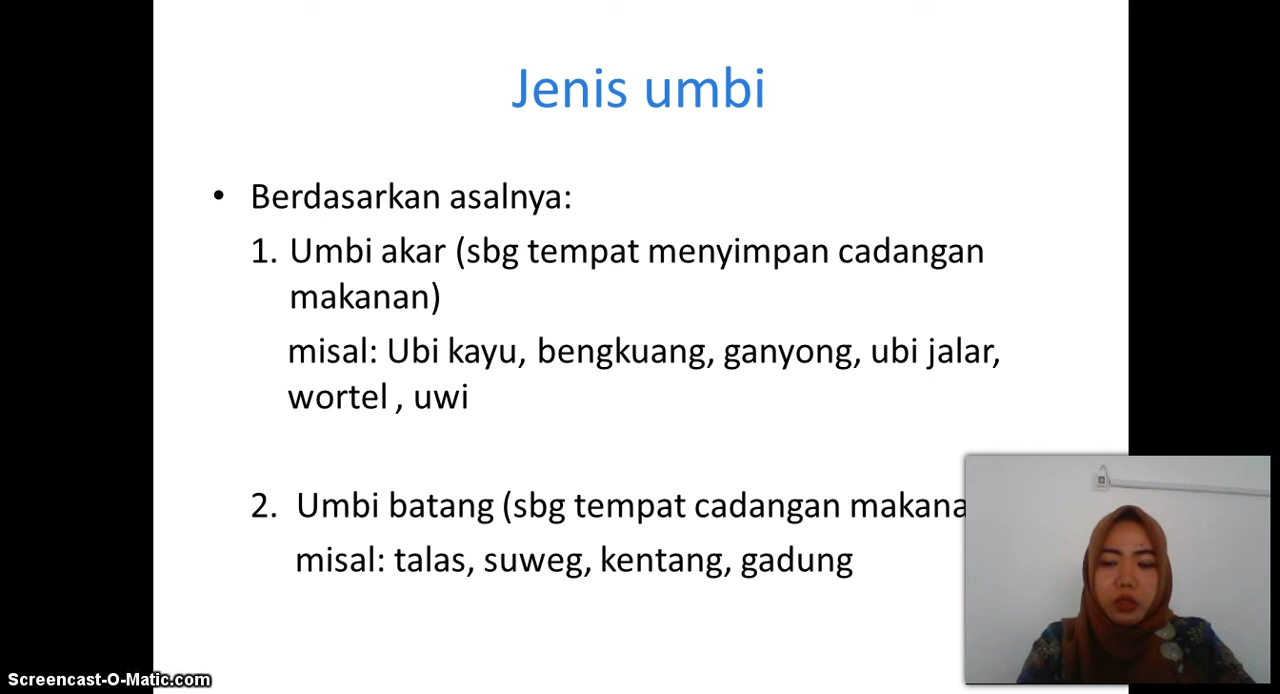 Jenis umbi
• Berdasarkan asalnya:
1. Umbi akar (sbg tempat menyimpan cadangan
makanan)
misal: Ubi kayu, bengkuang, ganyong, ubi jalar,
wortel , uwi
2. Umbi batang (sbg tempat cadangan makana
misal: talas, suweg, kentang, gadung
Screencast-O-Matic.com